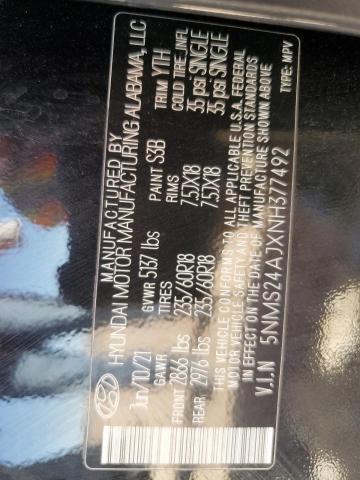 MANUFACTURED BY
HYUNDAI MOTOR MANUFACTURING ALABAMA, LLC
Jun/10/21 GVWR 5137 lbs PAINT S3B TRIM YTH
GAWR TIRES RIMS COLD TIRE INFL
FRONT 2866 lbs 235/60R18 7.5JX18 35 psi SINGLE
REAR 2976 lbs 235/60R18 7.5JX18 35 psi SINGLE
THIS VEHICLE CONFORMS TO ALL APPLICABLE U.S.A. FEDERAL
MOTOR VEHICLE SAFETY AND THEFT PREVENTION STANDARDS IN
EFFECT ON THE DATE OF MANUFACTURE SHOWN ABOVE
V.I.N 5NMS24AJXNH377492 TYPE: MPV